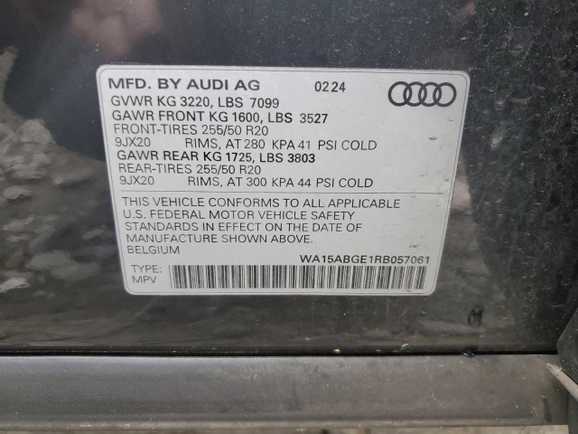 MFD. BY AUDI AG 02 24
GVWR KG 3220, LBS 7099
GAWR FRONT KG 1600, LBS 3527
FRONT-TIRES 255/50 R20
9JX20 RIMS, AT 280 KPA 41 PSI COLD
GAWR REAR KG 1725, LBS 3803
REAR-TIRES 255/50 R20
9JX20 RIMS, AT 300 KPA 44 PSI COLD
THIS VEHICLE CONFORMS TO ALL APPLICABLE
U.S. FEDERAL MOTOR VEHICLE SAFETY
STANDARDS IN EFFECT ON THE DATE OF
MANUFACTURE SHOWN ABOVE.
BELGIUM WA15ABGE1RB057061
TYPE:
MPV